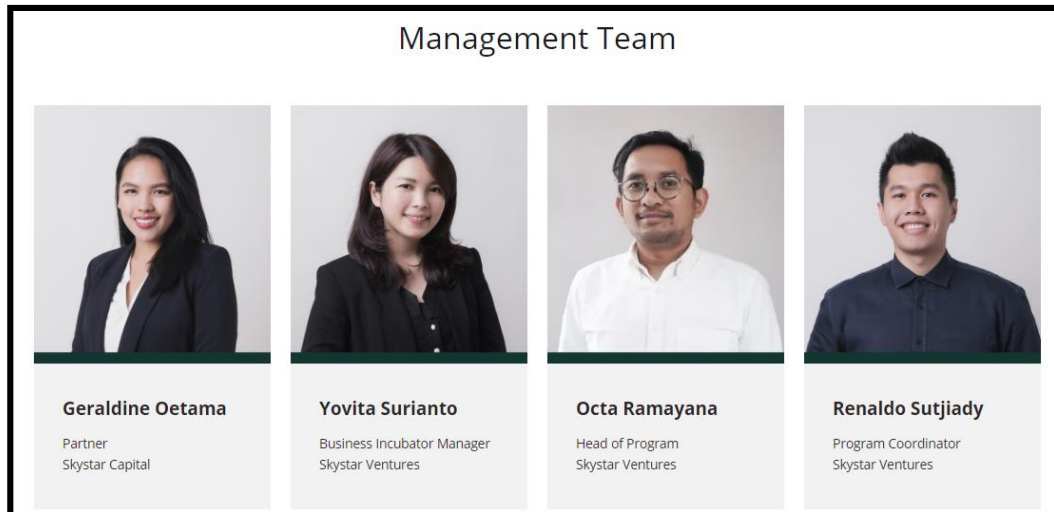 Management Team
Geraldine Oetama
Partner
Skystar Capital
Yovita Surianto
Business Incubator Manager
Skystar Ventures
Octa Ramayana
Head of Program
Skystar Ventures
Renaldo Sutjiady
Program Coordinator
Skystar Ventures